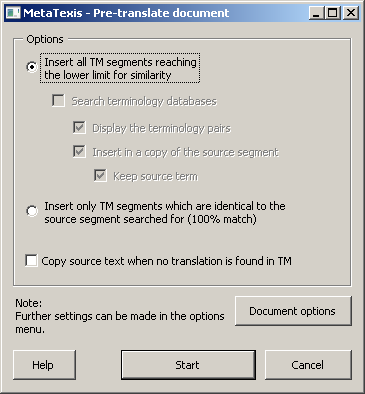 MetaTexis - Pre-translate document
Options
Insert all TM segments reaching
the lower limit for similarity
Search terminology databases
Display the terminology pairs
Insert in a copy of the source segment
Keep source term
Insert only TM segments which are identical to the
source segment searched for (100% match)
Copy source text when no translation is found in TM
Note:
Further settings can be made in the options
menu.
Document options
Help
Start
Cancel